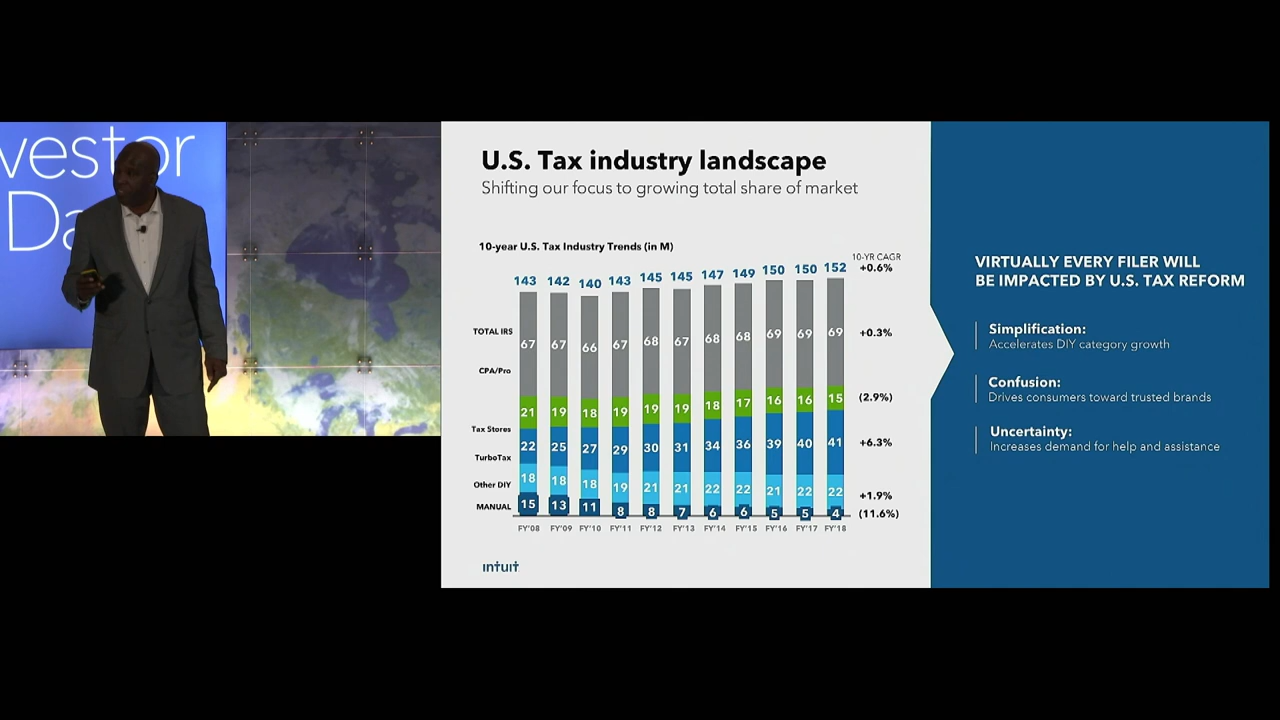 vestor
Da
U.S. Tax industry landscape
Shifting our focus to growing total share of market
10-year U.S. Tax Industry Trends (in M)
10-YR CAGR
143 142 140 143 145 145 147 149 150 150 152 +0.6%
TOTAL IRS
67 67 66 67 68 67 68 68 69 69 69 +0.3%
CPA/Pro
21 19 18 19 19 19 18 17 16 16 15 (2.9%)
Tax Stores
22 25 27 29 30 31 34 36 39 40 41 +6.3%
TurboTax
18 18 18 19 21 21 22 22 21 22 22 +1.9%
Other DIY
15 13 11 8 8 7 6 6 5 5 4 (11.6%)
MANUAL
FY'08 FY'09 FY'10 FY'11 FY'12 FY'13 FY'14 FY'15 FY'16 FY'17 FY'18
intuit
VIRTUALLY EVERY FILER WILL
BE IMPACTED BY U.S. TAX REFORM
Simplification:
Accelerates DIY category growth
Confusion:
Drives consumers toward trusted brands
Uncertainty:
Increases demand for help and assistance